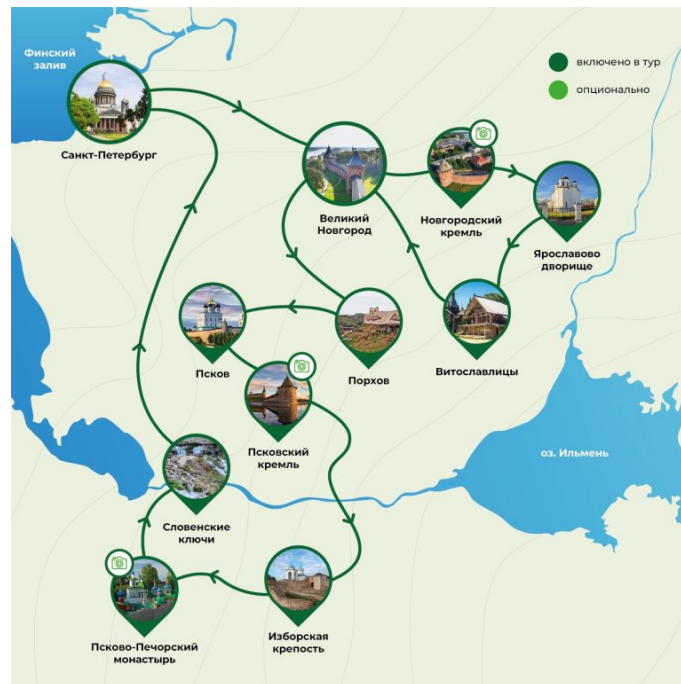 Финский
залив
включено в тур
опционально
Санкт-Петербург
Великий
Новгород
Новгородский
кремль
Ярославово
дворище
Псков
Порхов
Витославлицы
Псковский
кремль
оз. Ильмень
Словенские
ключи
Псково-Печорский
монастырь
Изборская
крепость